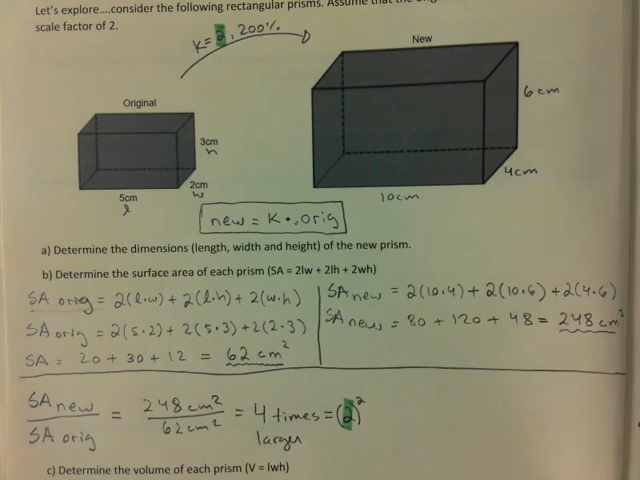 Let's explore....consider the following rectangular prisms. Assume that the
scale factor of 2.
K= 2, 200%
New
Original
6cm
3cm
h
2cm
w
4cm
5cm
l
10cm
new = K • orig
a) Determine the dimensions (length, width and height) of the new prism.
b) Determine the surface area of each prism (SA = 2lw + 2lh + 2wh)
SA orig = 2(l·w) + 2(l·h) + 2(w·h)
SA orig = 2(5·2) + 2(5·3) + 2(2·3)
SA = 20 + 30 + 12 = 62 cm²
SA new = 2(10·4) + 2(10·6) + 2(4·6)
SA new = 80 + 120 + 48 = 248 cm²
SA new / SA orig = 248 cm² / 62 cm² = 4 times = (2)²
larger
c) Determine the volume of each prism (V = lwh)